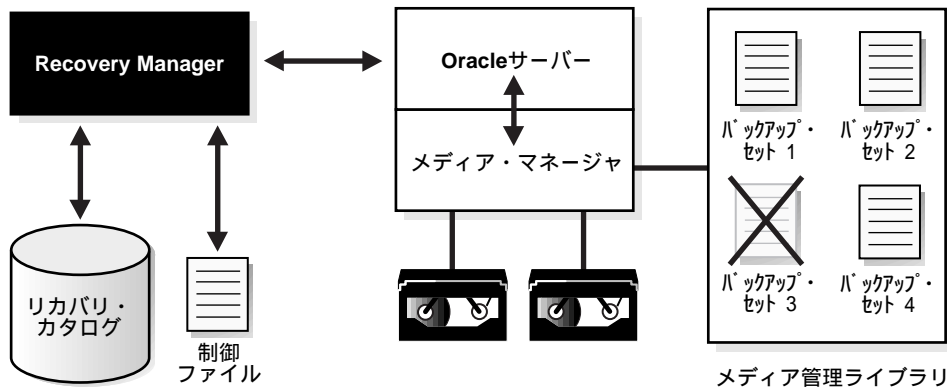 Recovery Manager
Oracleサーバー
メディア・マネージャ
リカバリ・
カタログ
制御
ファイル
バックアップ・
セット 1
バックアップ・
セット 2
バックアップ・
セット 3
バックアップ・
セット 4
メディア管理ライブラリ